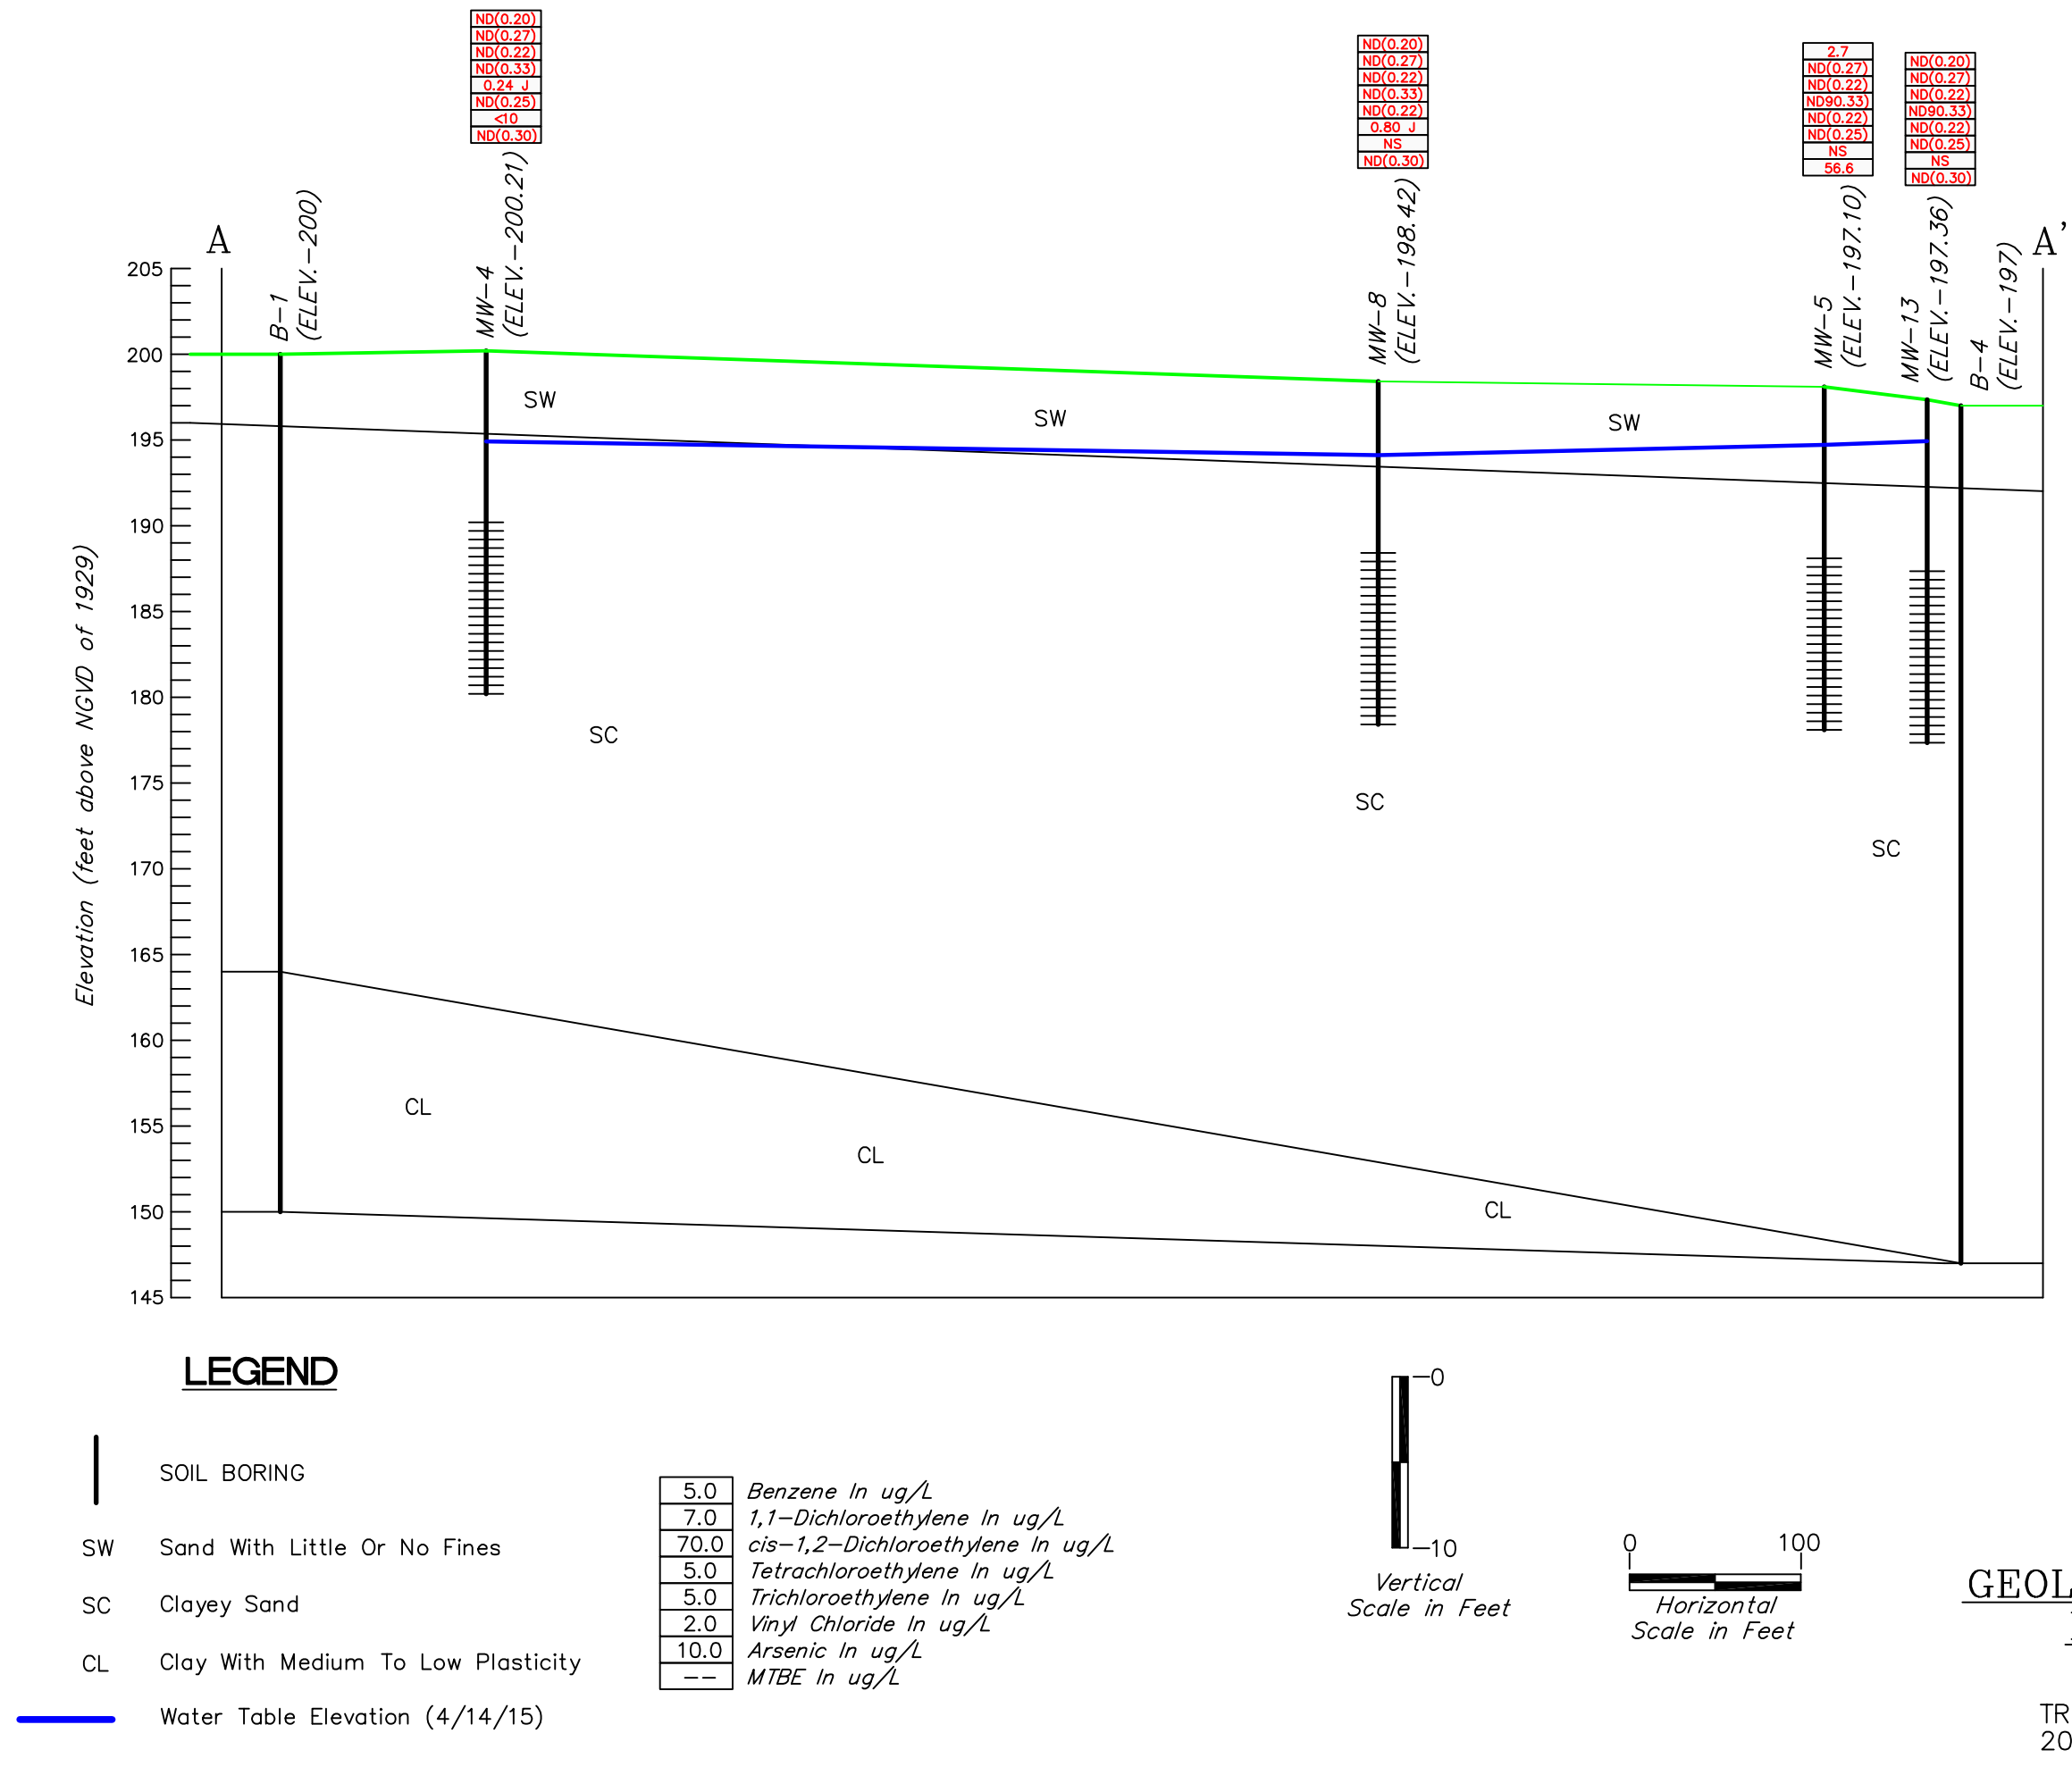 ND(0.20)
ND(0.27)
ND(0.22)
ND(0.33)
0.24 J
ND(0.25)
<10
ND(0.30)
ND(0.20)
ND(0.27)
ND(0.22)
ND(0.33)
ND(0.22)
0.80 J
NS
ND(0.30)
2.7
ND(0.27)
ND(0.22)
ND90.33)
ND(0.22)
ND(0.25)
NS
56.6
ND(0.20)
ND(0.27)
ND(0.22)
ND90.33)
ND(0.22)
ND(0.25)
NS
ND(0.30)
A
B-1
(ELEV.-200)
MW-4
(ELEV.-200.21)
MW-8
(ELEV.-198.42)
MW-5
(ELEV.-197.10)
MW-13
(ELEV.-197.36)
B-4
(ELEV.-197)
A'
205
200
195
190
185
180
175
170
165
160
155
150
145
Elevation (feet above NGVD of 1929)
SW
SW
SW
SC
SC
SC
CL
CL
CL
LEGEND
SOIL BORING
SW Sand With Little Or No Fines
SC Clayey Sand
CL Clay With Medium To Low Plasticity
Water Table Elevation (4/14/15)
5.0 Benzene In ug/L
7.0 1,1-Dichloroethylene In ug/L
70.0 cis-1,2-Dichloroethylene In ug/L
5.0 Tetrachloroethylene In ug/L
5.0 Trichloroethylene In ug/L
2.0 Vinyl Chloride In ug/L
10.0 Arsenic In ug/L
-- MTBE In ug/L
-0
-10
Vertical
Scale in Feet
0 100
Horizontal
Scale in Feet
GEOL
TR
20